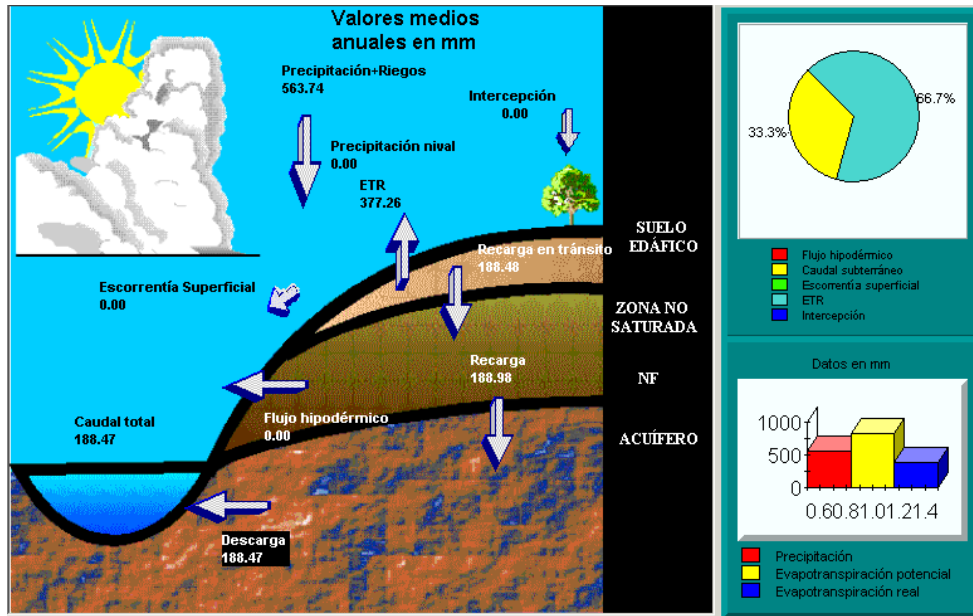 Valores medios
anuales en mm
Precipitación+Riegos
563.74
Intercepción
0.00
Precipitación nival
0.00
ETR
377.26
SUELO
EDÁFICO
Recarga en tránsito
188.48
Escorrentía Superficial
0.00
ZONA NO
SATURADA
Recarga
188.98
NF
Caudal total
188.47
Flujo hipodérmico
0.00
ACUÍFERO
Descarga
188.47
66.7%
33.3%
Flujo hipodérmico
Caudal subterráneo
Escorrentía superficial
ETR
Intercepción
Datos en mm
1000
500
0
0.60.81.01.21.4
Precipitación
Evapotranspiración potencial
Evapotranspiración real